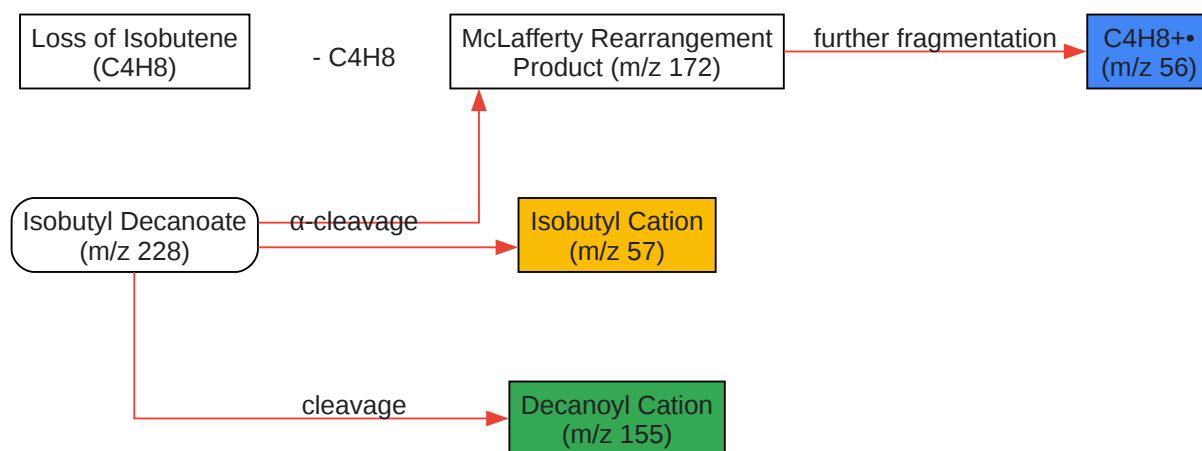 Loss of Isobutene
(C4H8)
- C4H8
McLafferty Rearrangement
Product (m/z 172)
further fragmentation
C4H8+•
(m/z 56)
Isobutyl Decanoate
(m/z 228)
α-cleavage
Isobutyl Cation
(m/z 57)
cleavage
Decanoyl Cation
(m/z 155)